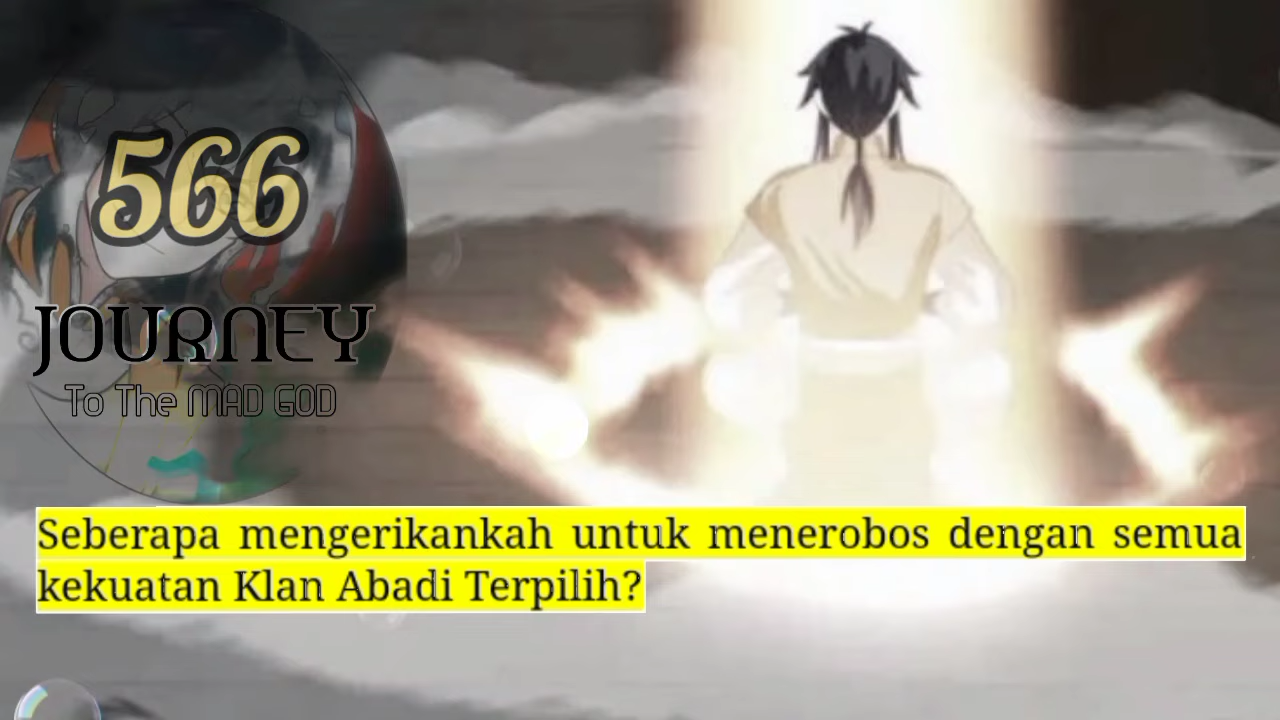 566
JOURNEY
To The MAD GOD
Seberapa mengerikankah untuk menerobos dengan semua
kekuatan Klan Abadi Terpilih?